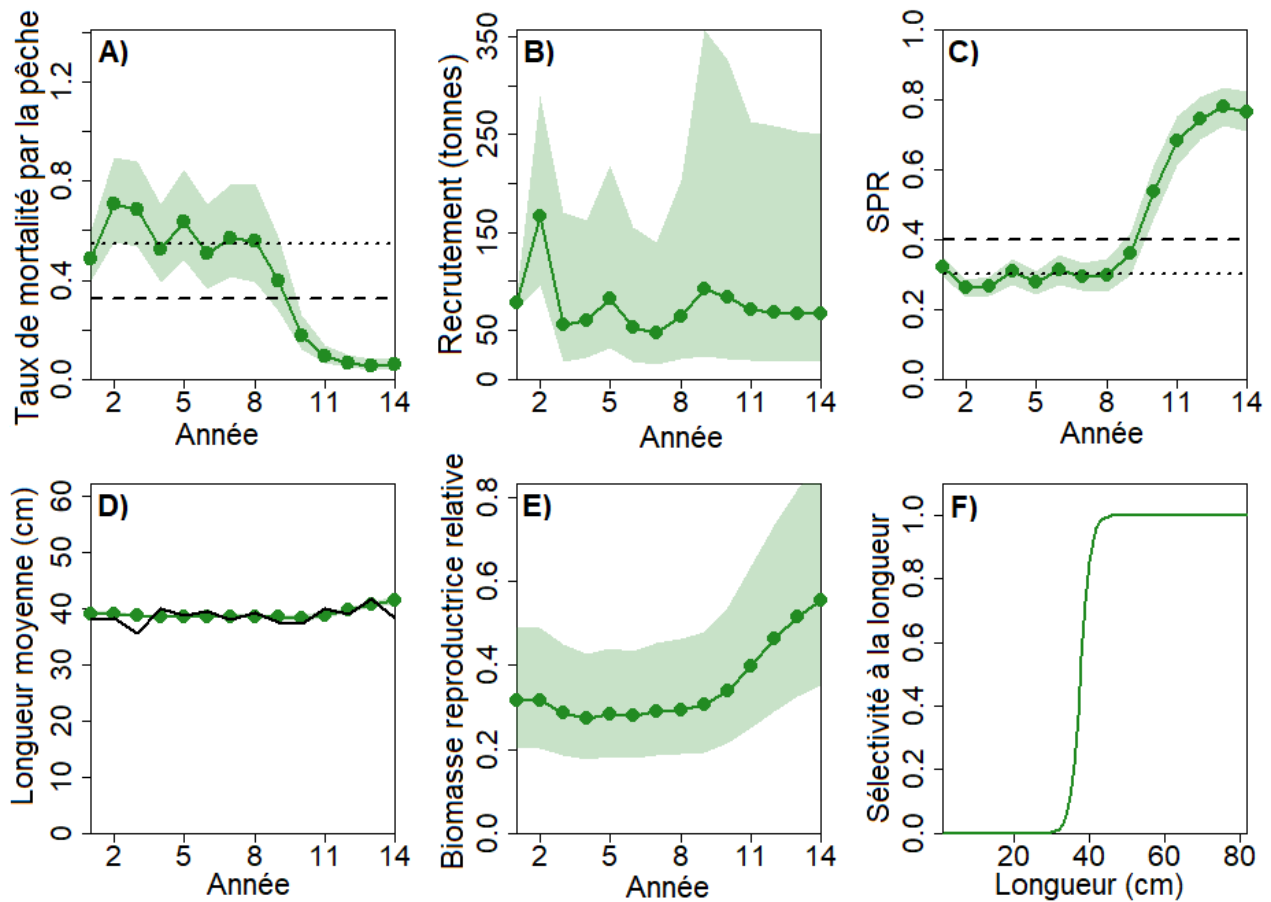 A)
Taux de mortalité par la pêche
0.0 0.4 0.8 1.2
2 5 8 11 14
Année
B)
Recrutement (tonnes)
0 50 150 250 350
2 5 8 11 14
Année
C)
SPR
0.0 0.2 0.4 0.6 0.8 1.0
2 5 8 11 14
Année
D)
Longueur moyenne (cm)
0 10 20 30 40 50 60
2 5 8 11 14
Année
E)
Biomasse reproductrice relative
0.0 0.2 0.4 0.6 0.8
2 5 8 11 14
Année
F)
Sélectivité à la longueur
0.0 0.2 0.4 0.6 0.8 1.0
20 40 60 80
Longueur (cm)